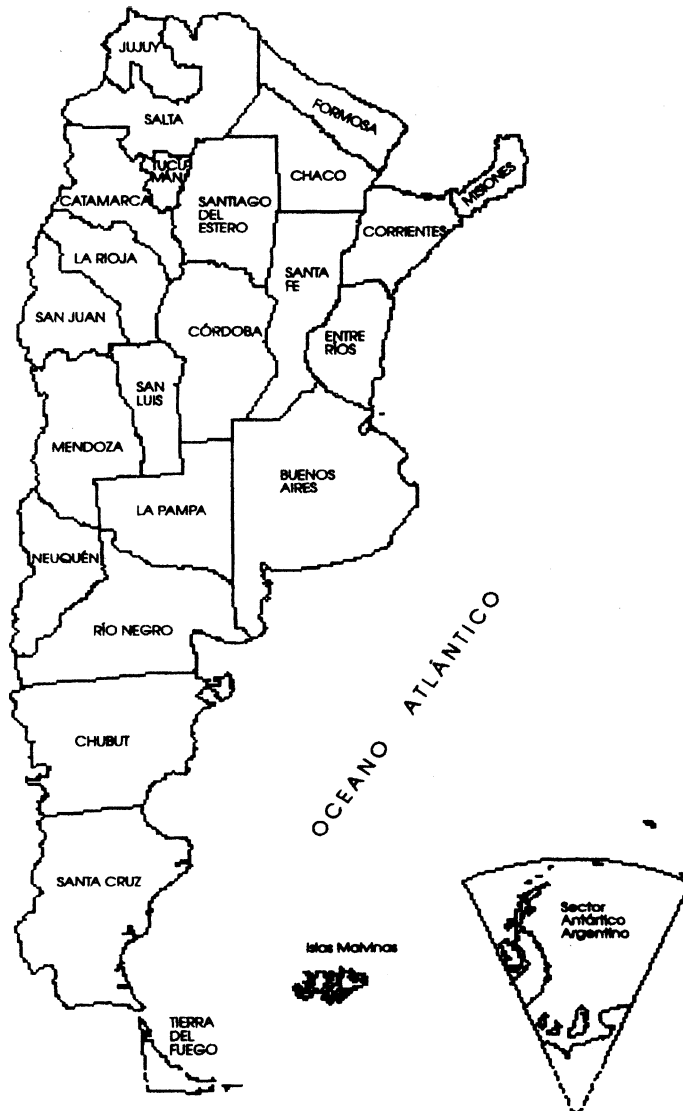 JUJUY
FORMOSA
SALTA
TUCU
MÁN
CHACO
MISIONES
CATAMARCA
SANTIAGO
DEL
ESTERO
CORRIENTES
LA RIOJA
SANTA
FE
SAN JUAN
CÓRDOBA
ENTRE
RÍOS
SAN
LUIS
MENDOZA
BUENOS
AIRES
LA PAMPA
NEUQUÉN
RÍO NEGRO
OCEANO ATLÂNTICO
CHUBUT
SANTA CRUZ
Sector
Antártico
Argentino
Islas Malvinas
TIERRA
DEL
FUEGO